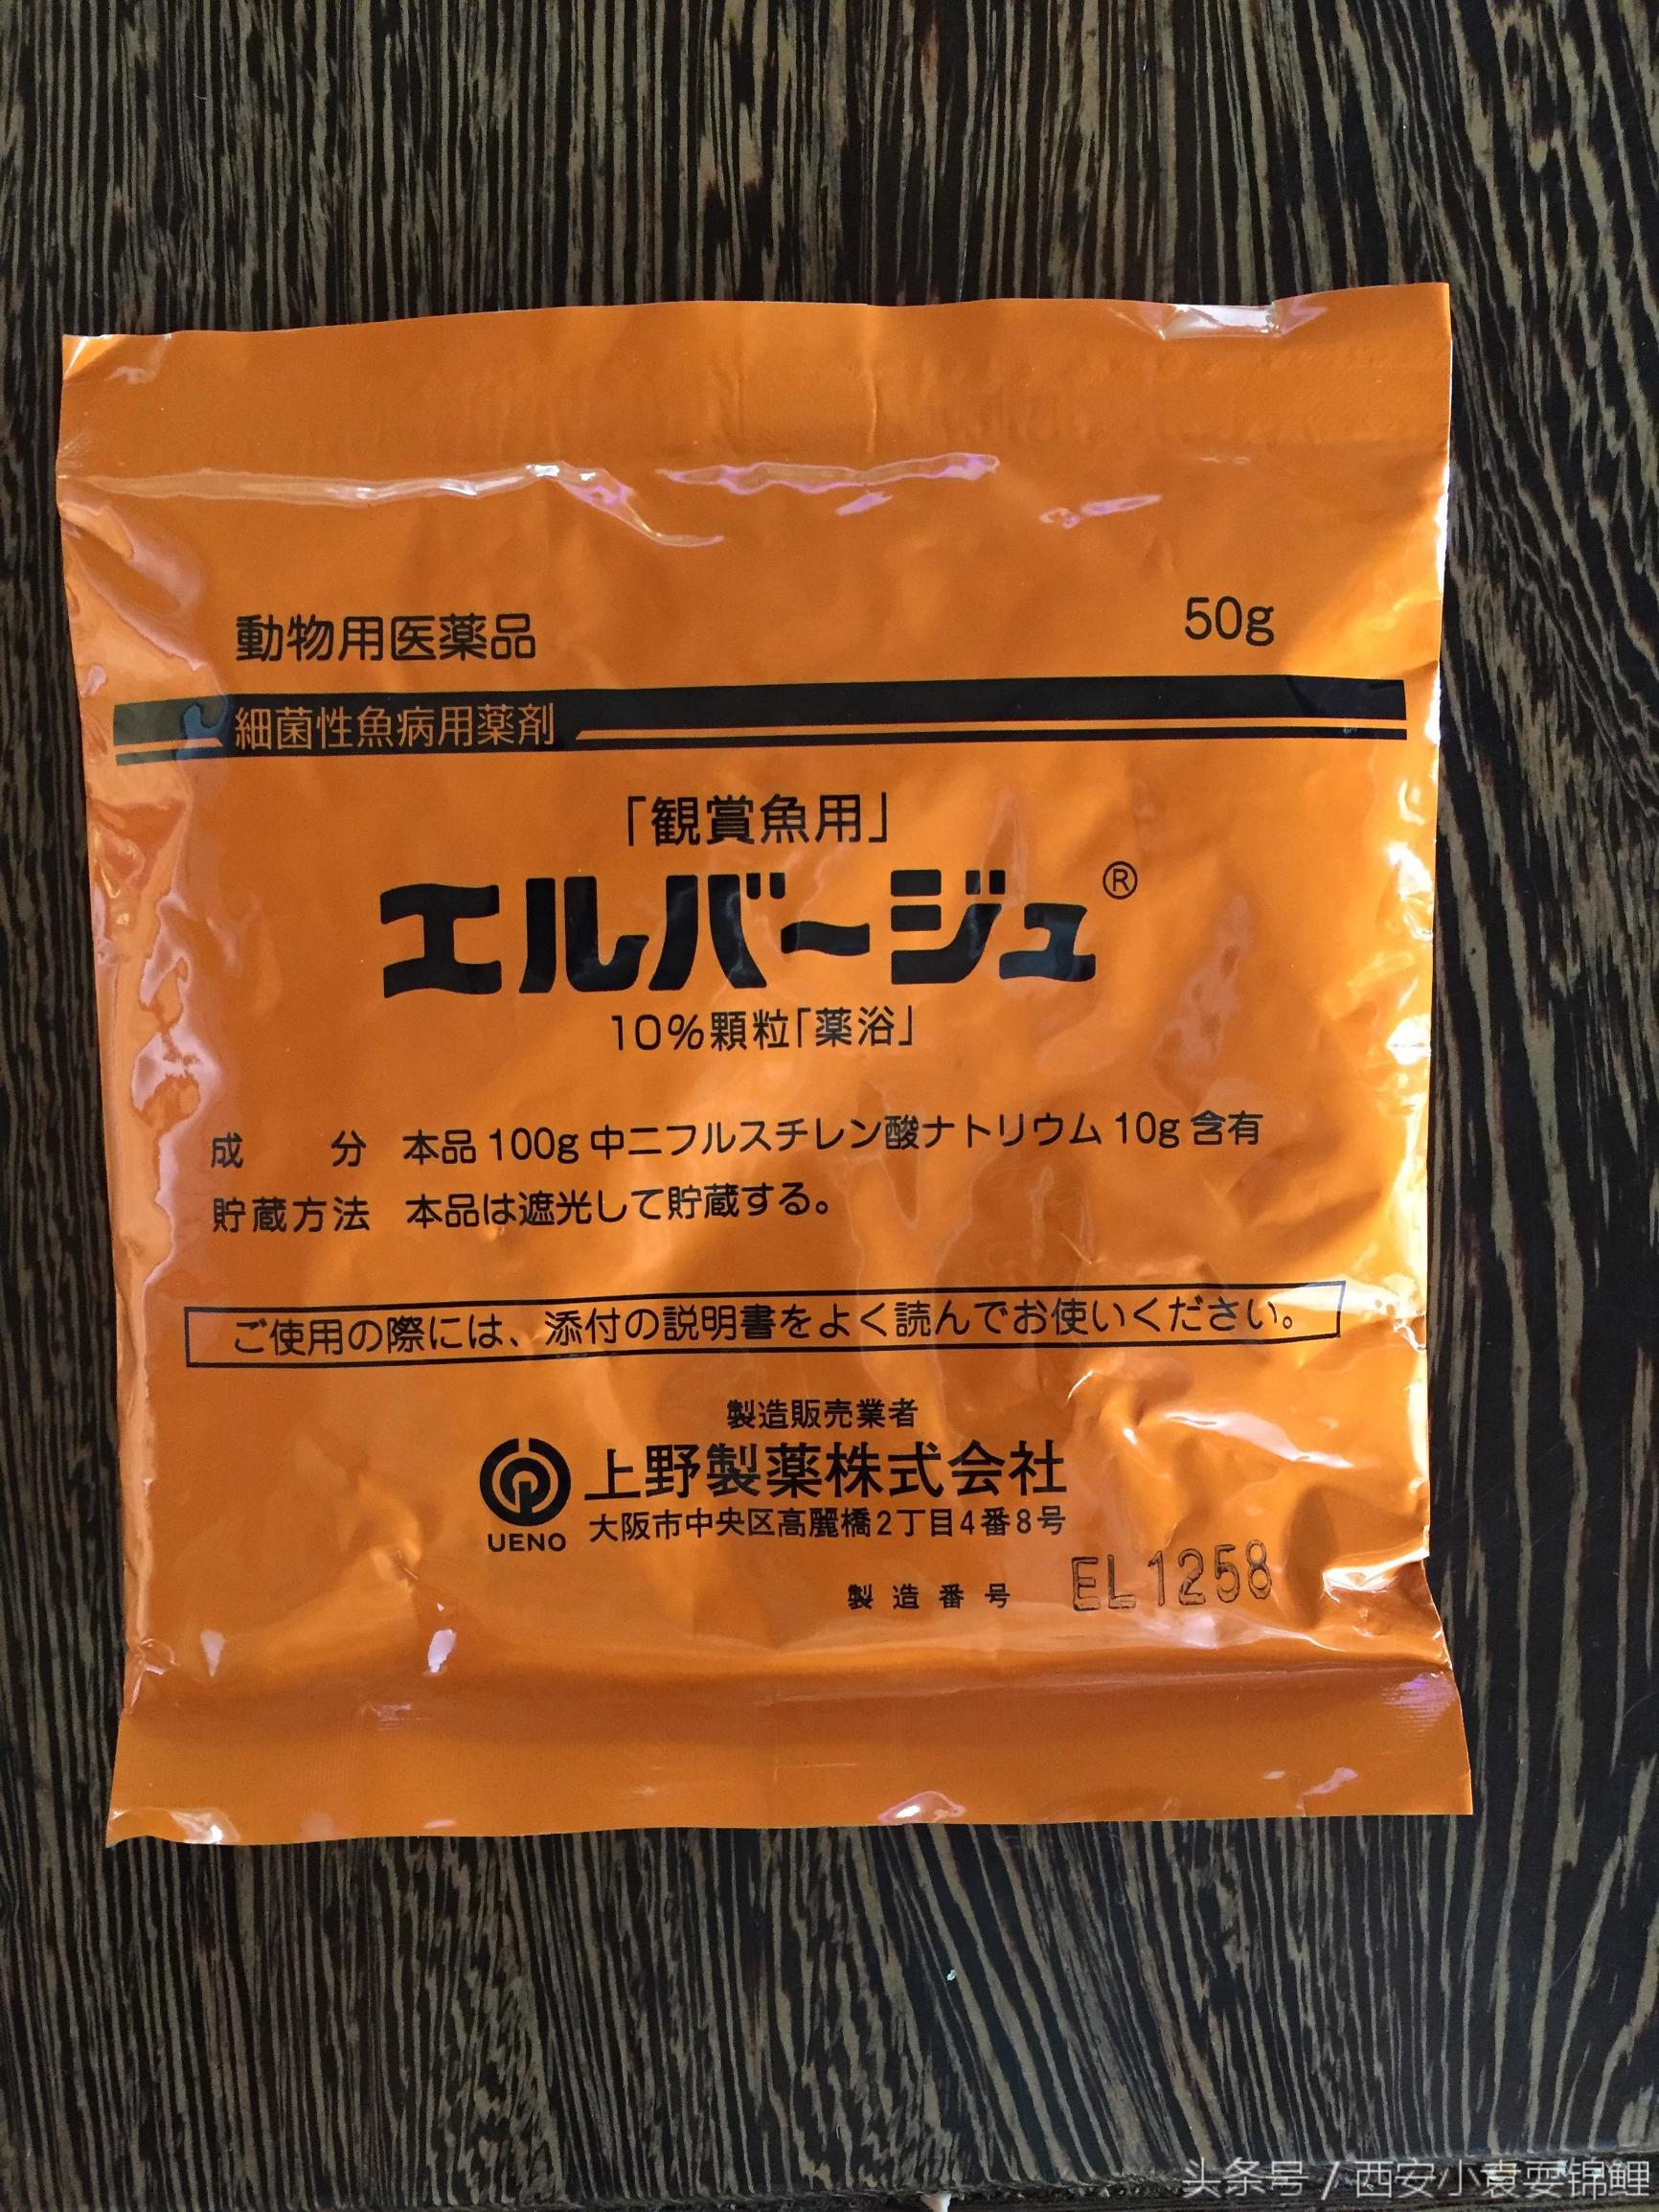 動物用医薬品
50g
細菌性魚病用薬剤
「観賞魚用」
エルバージュ®
10%顆粒「薬浴」
成 分 本品100g中ニフルスチレン酸ナトリウム10g含有
貯蔵方法 本品は遮光して貯蔵する。
ご使用の際には、添付の説明書をよく読んでお使いください。
製造販売業者
上野製薬株式会社
UENO
大阪市中央区高麗橋2丁目4番8号
製造番号 EL1258
头条号 / 西安小袁耍锦鲤